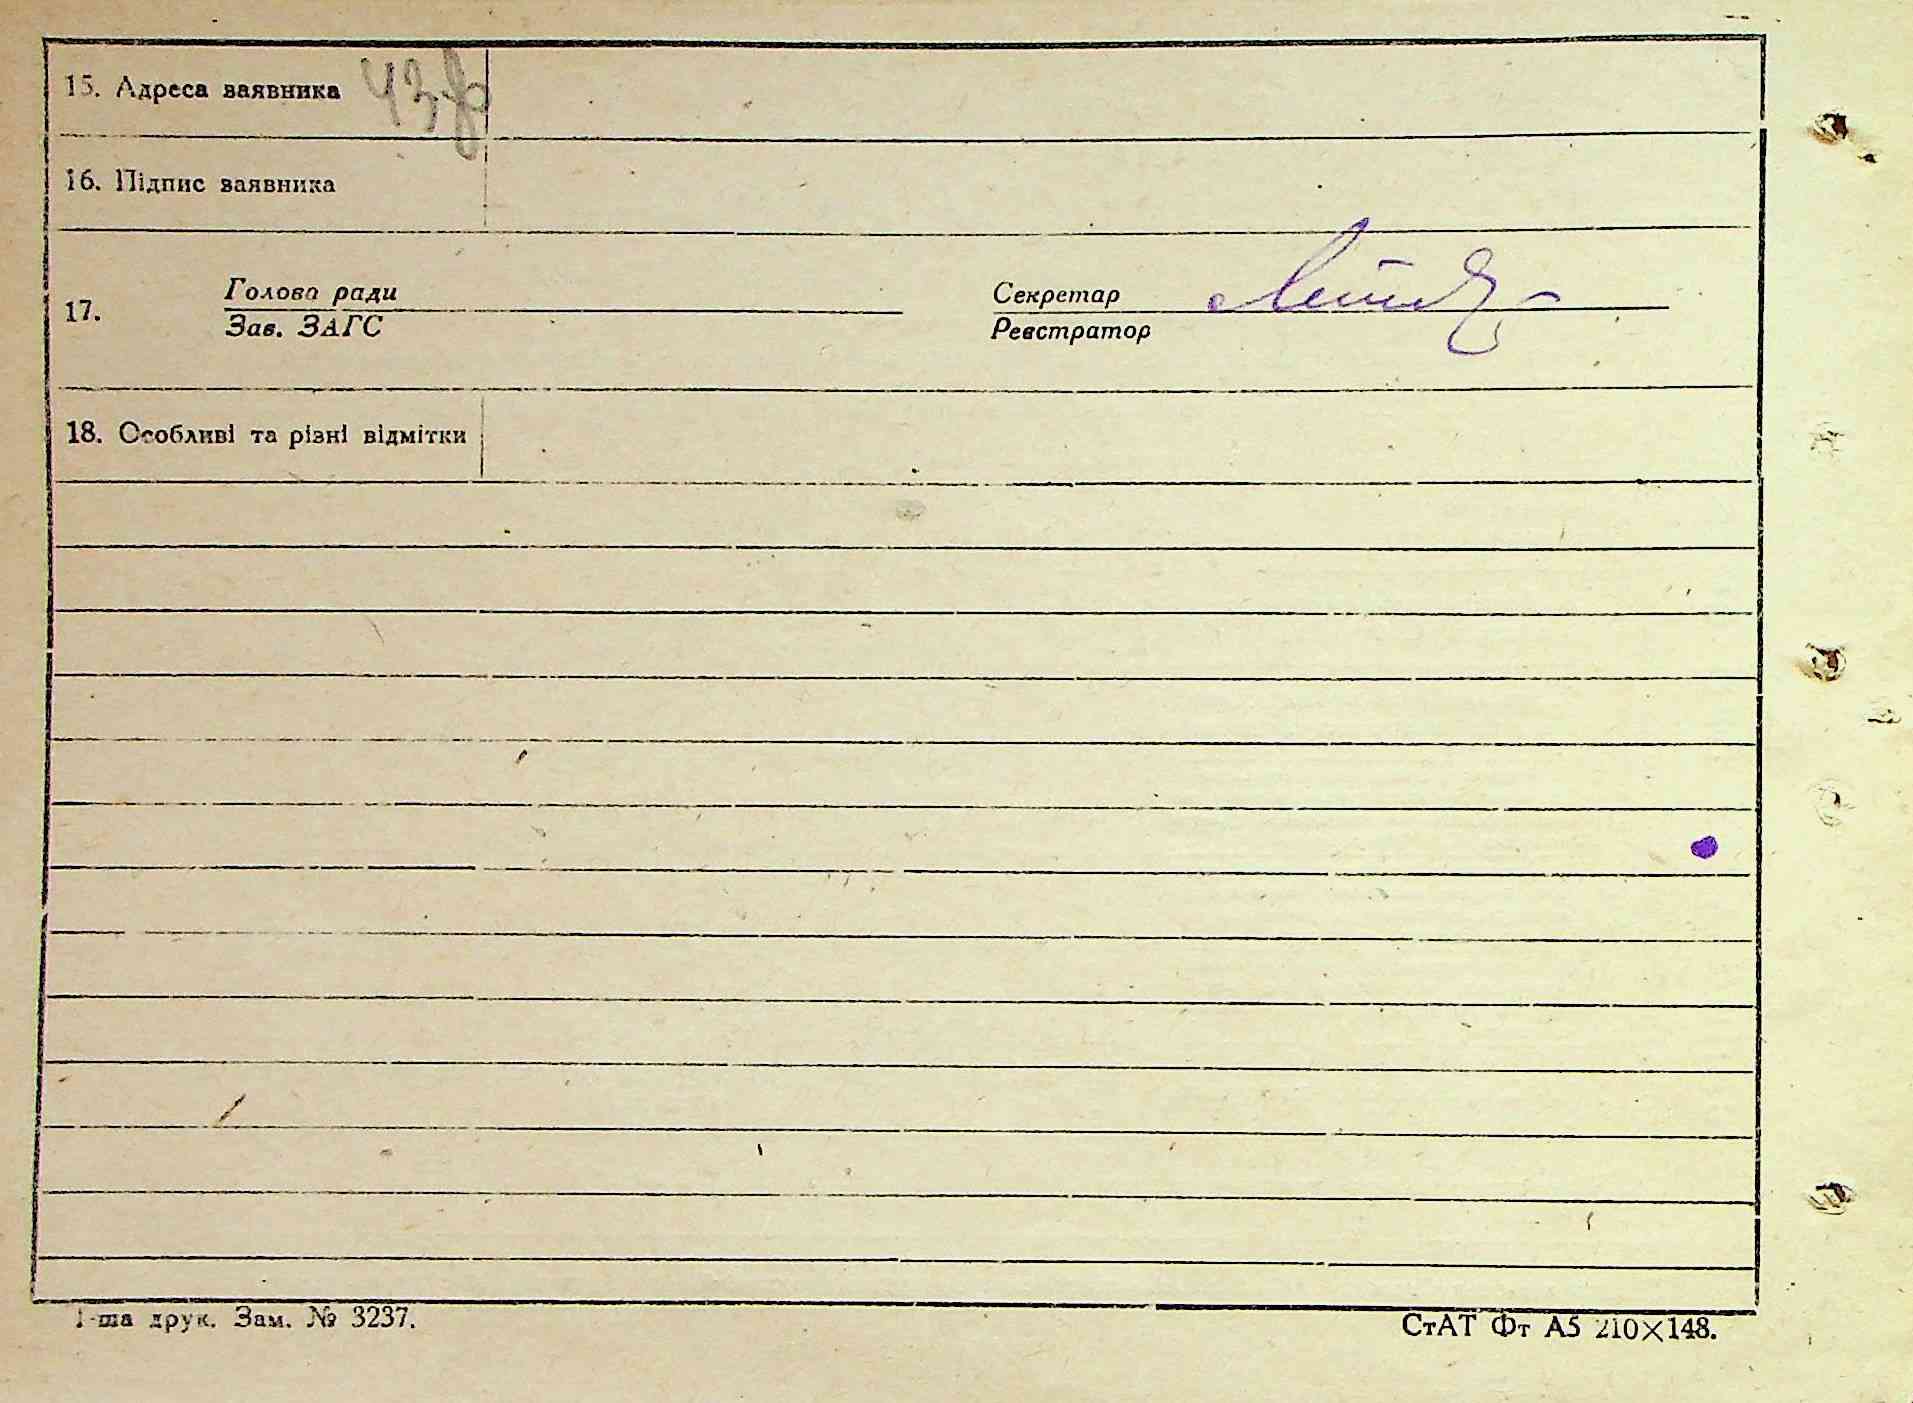 15. Адреса заявника
16. Підпис заявника
17. Голова ради
Зав. ЗАГС
Секретар
Реєстратор
18. Особливі та різні відмітки
1-ша друк. Зам. № 3237.
СтАТ Фт А5 210×148.